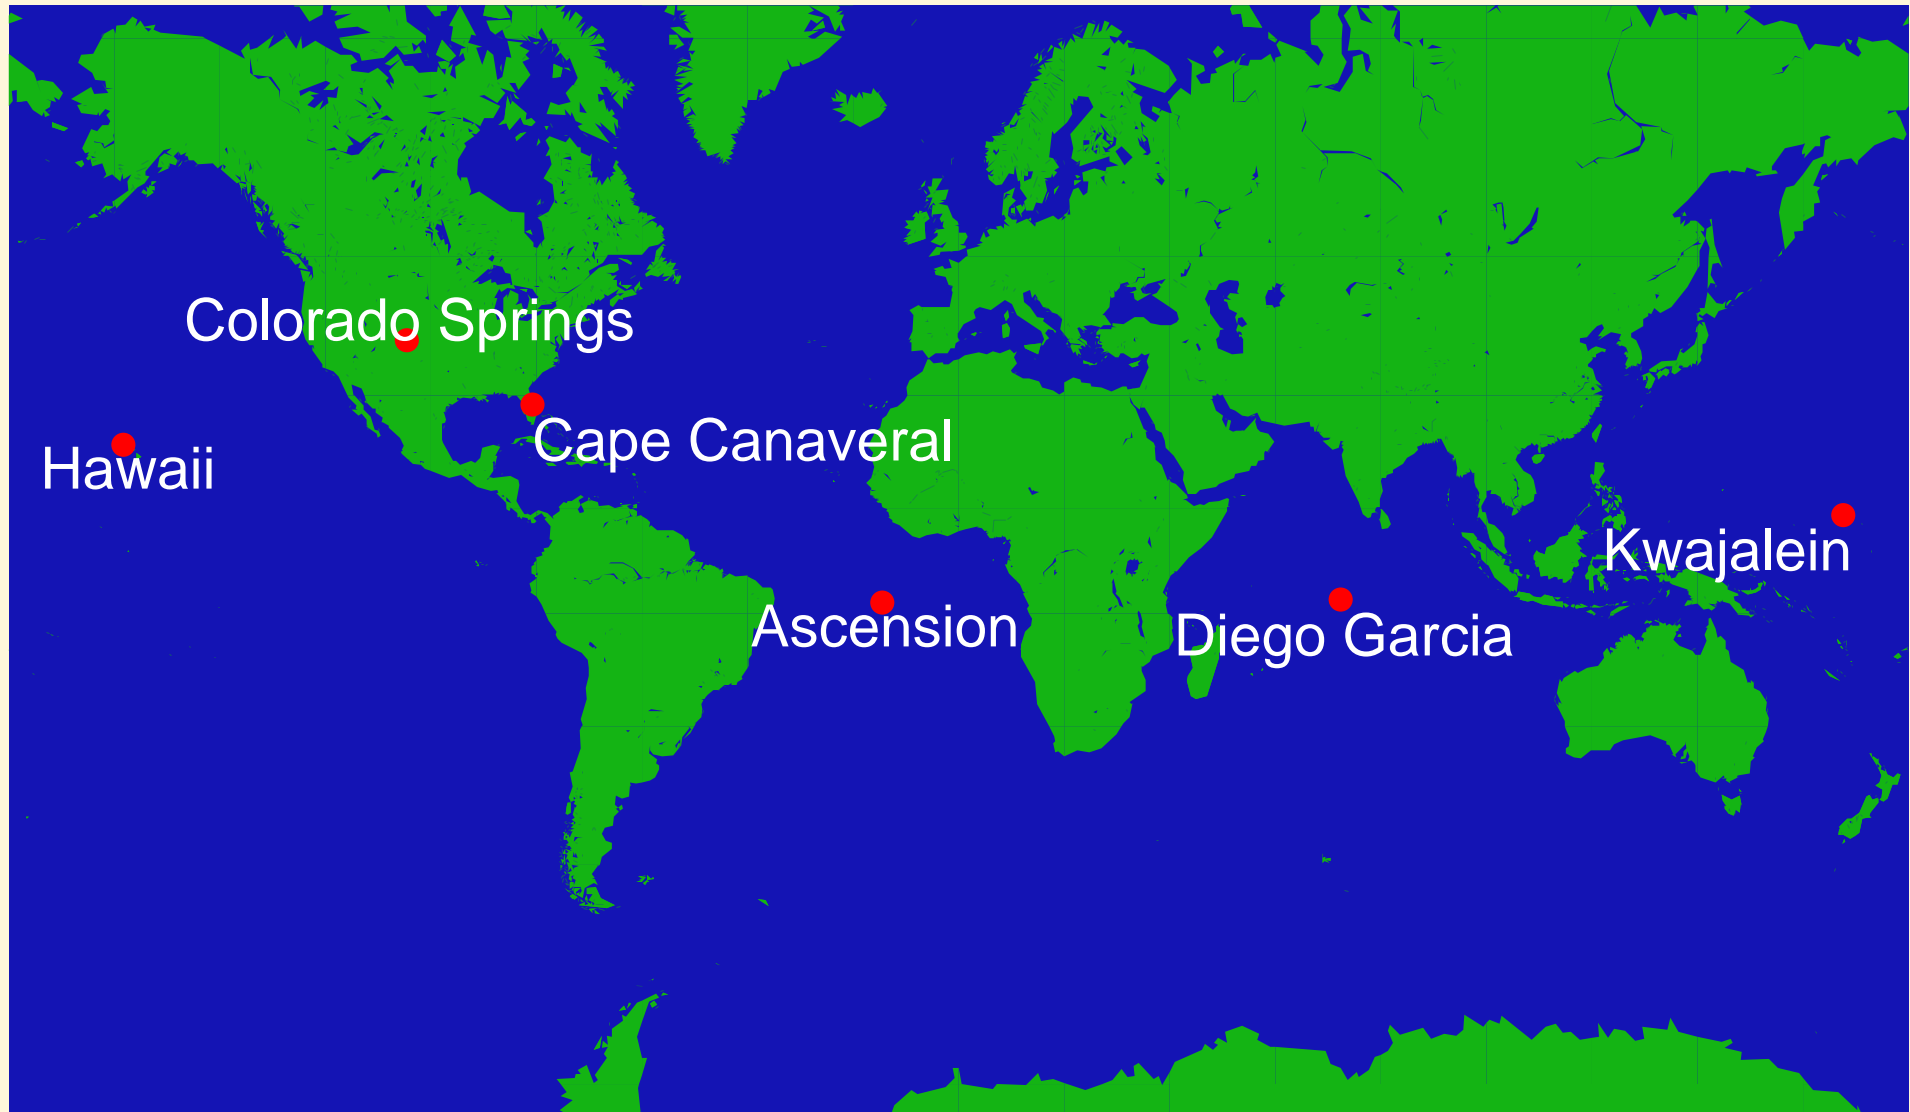 Colorado Springs
Cape Canaveral
Hawaii
Kwajalein
Ascension
Diego Garcia